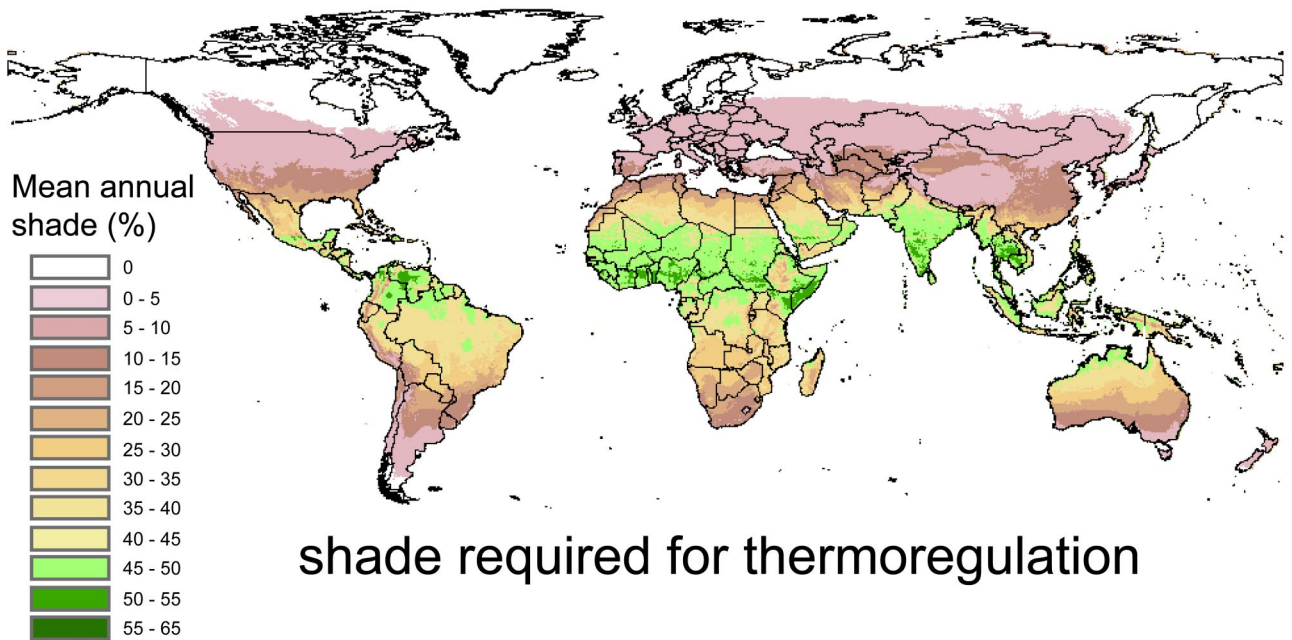 Mean annual
shade (%)
0
0 - 5
5 - 10
10 - 15
15 - 20
20 - 25
25 - 30
30 - 35
35 - 40
40 - 45
45 - 50
50 - 55
55 - 65
shade required for thermoregulation